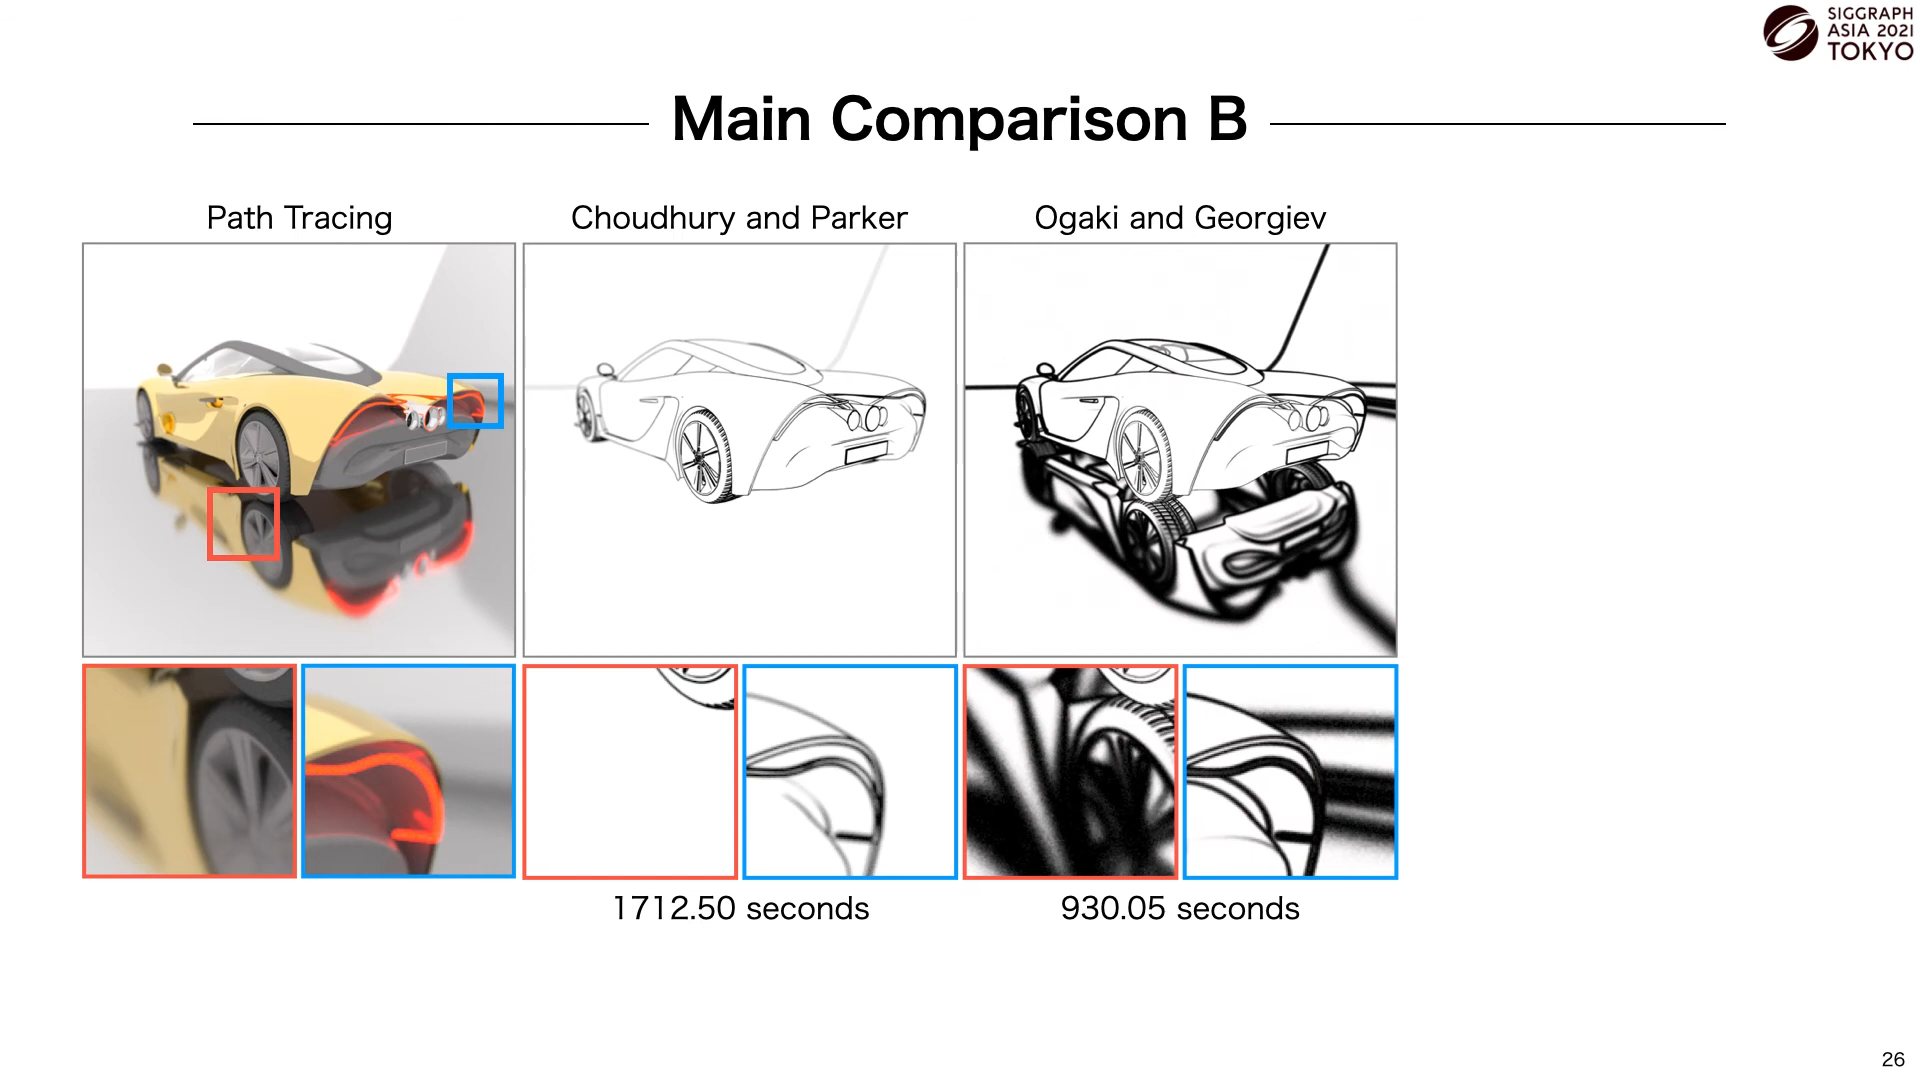 SIGGRAPH
ASIA 2021
TOKYO
Main Comparison B
Path Tracing
Choudhury and Parker
Ogaki and Georgiev
1712.50 seconds
930.05 seconds
26